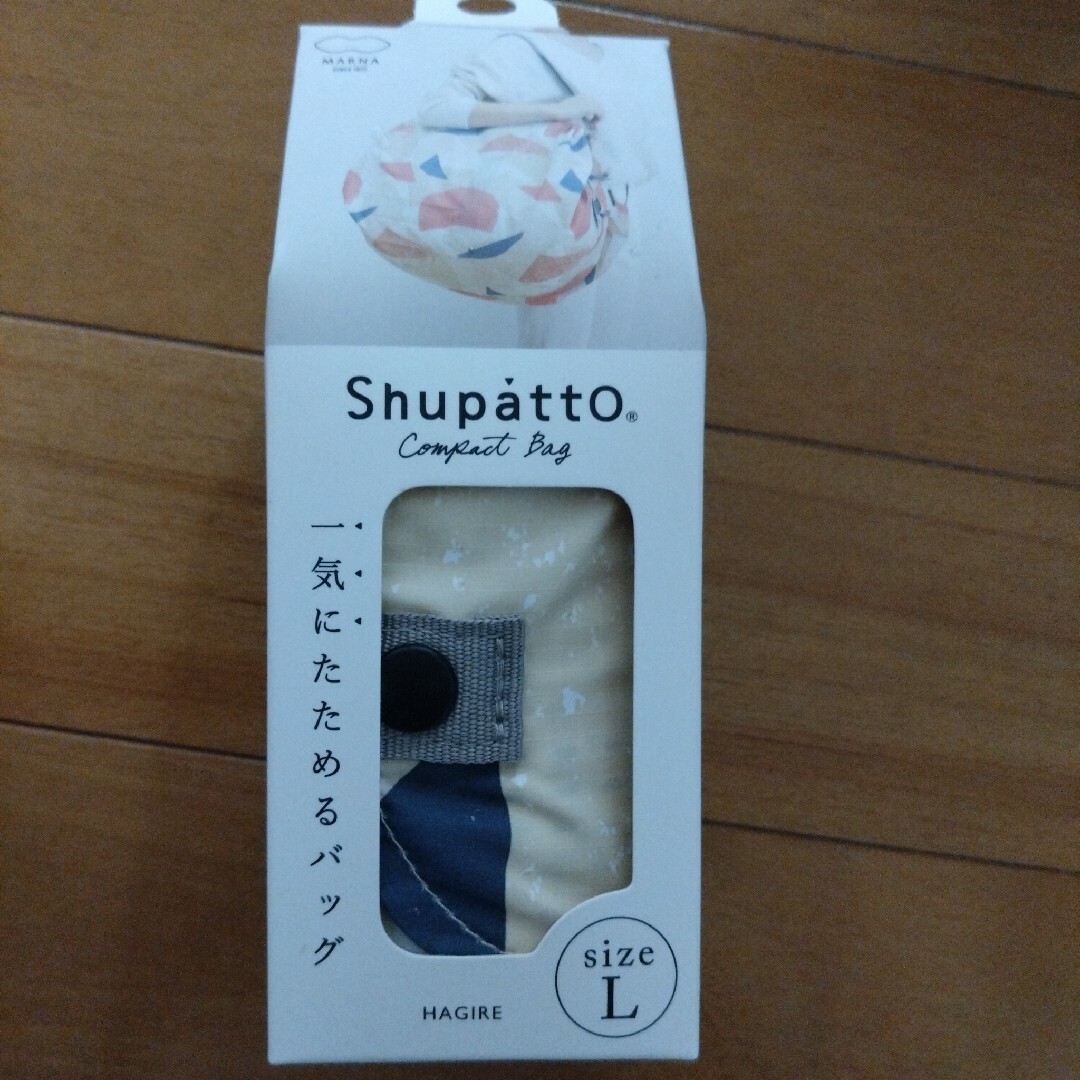 MARNA
SINCE 1872
Shupatto®
Compact Bag
一気にたためるバッグ
size
L
HAGIRE